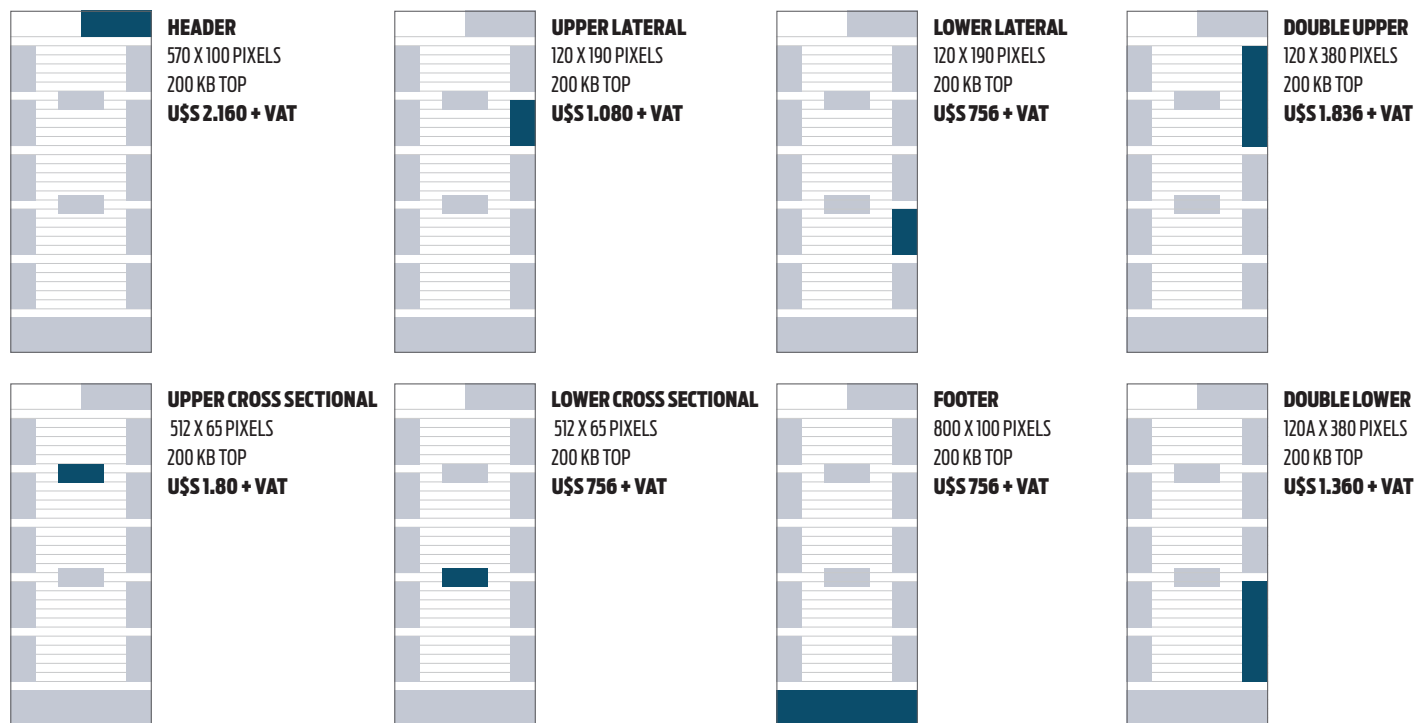 HEADER
570 X 100 PIXELS
200 KB TOP
U$S 2.160 + VAT
UPPER LATERAL
120 X 190 PIXELS
200 KB TOP
U$S 1.080 + VAT
LOWER LATERAL
120 X 190 PIXELS
200 KB TOP
U$S 756 + VAT
DOUBLE UPPER
120 X 380 PIXELS
200 KB TOP
U$S 1.836 + VAT
UPPER CROSS SECTIONAL
512 X 65 PIXELS
200 KB TOP
U$S 1.80 + VAT
LOWER CROSS SECTIONAL
512 X 65 PIXELS
200 KB TOP
U$S 756 + VAT
FOOTER
800 X 100 PIXELS
200 KB TOP
U$S 756 + VAT
DOUBLE LOWER
120A X 380 PIXELS
200 KB TOP
U$S 1.360 + VAT